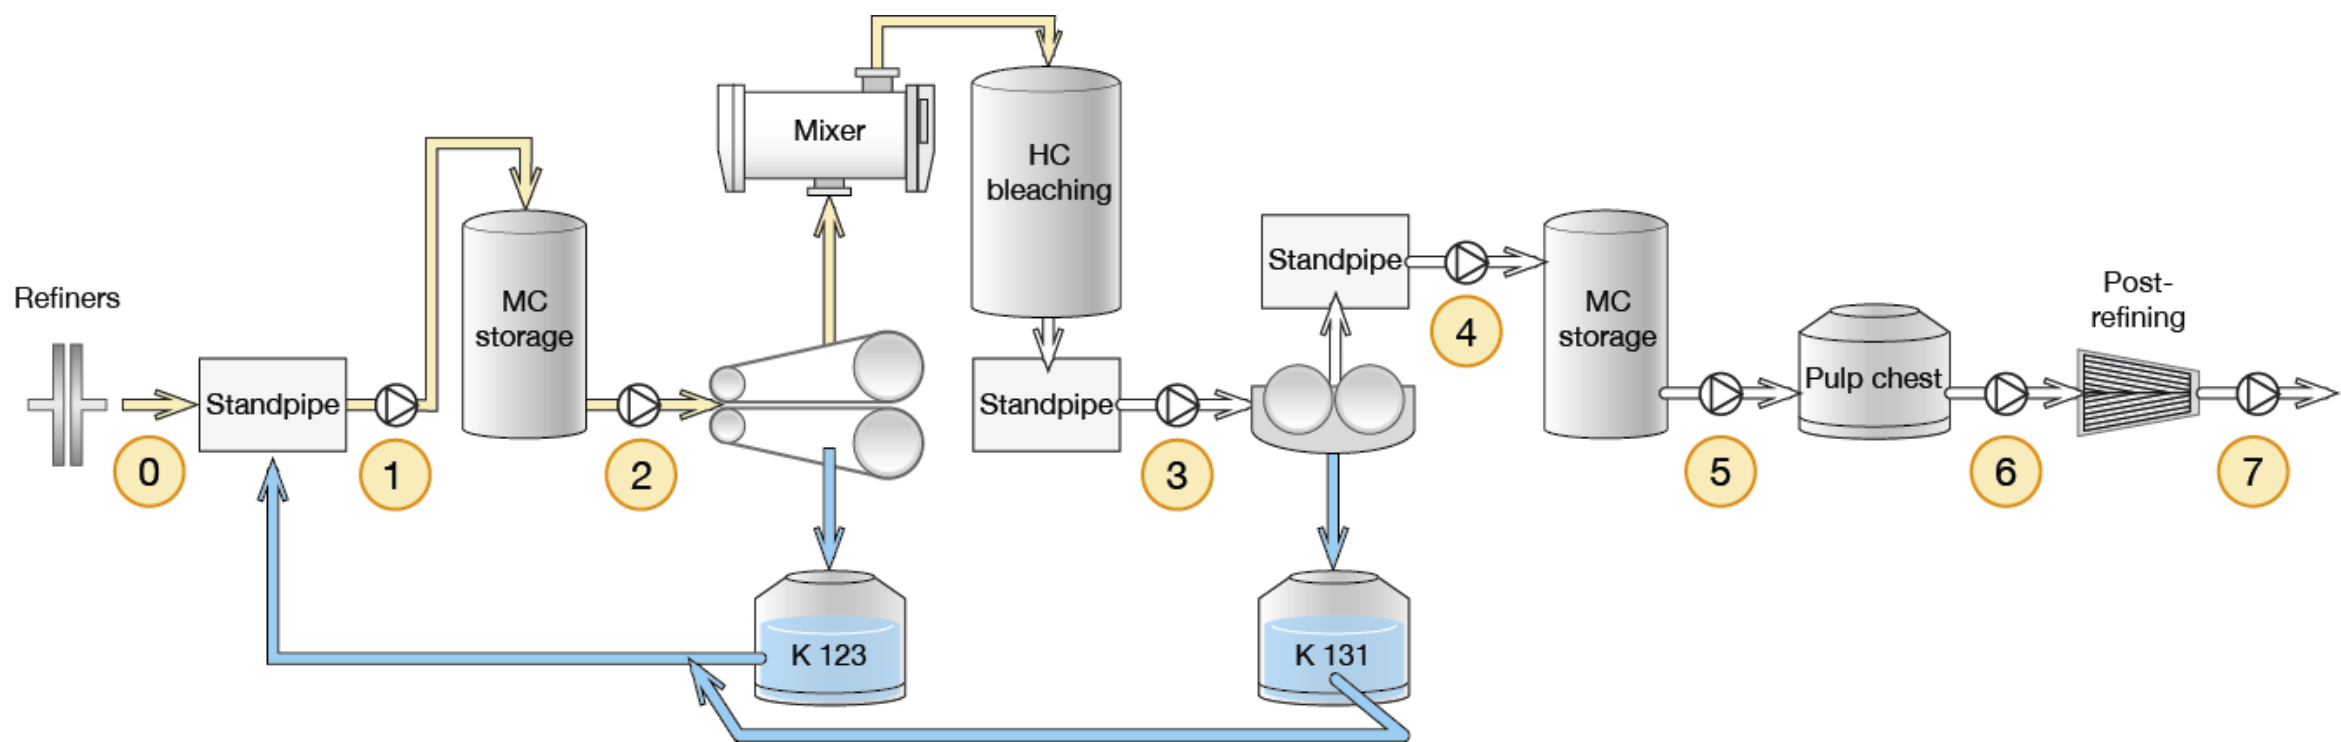 Refiners
0
Standpipe
1
MC
storage
2
Mixer
K 123
HC
bleaching
Standpipe
3
K 131
Standpipe
4
MC
storage
5
Pulp chest
6
Post-
refining
7